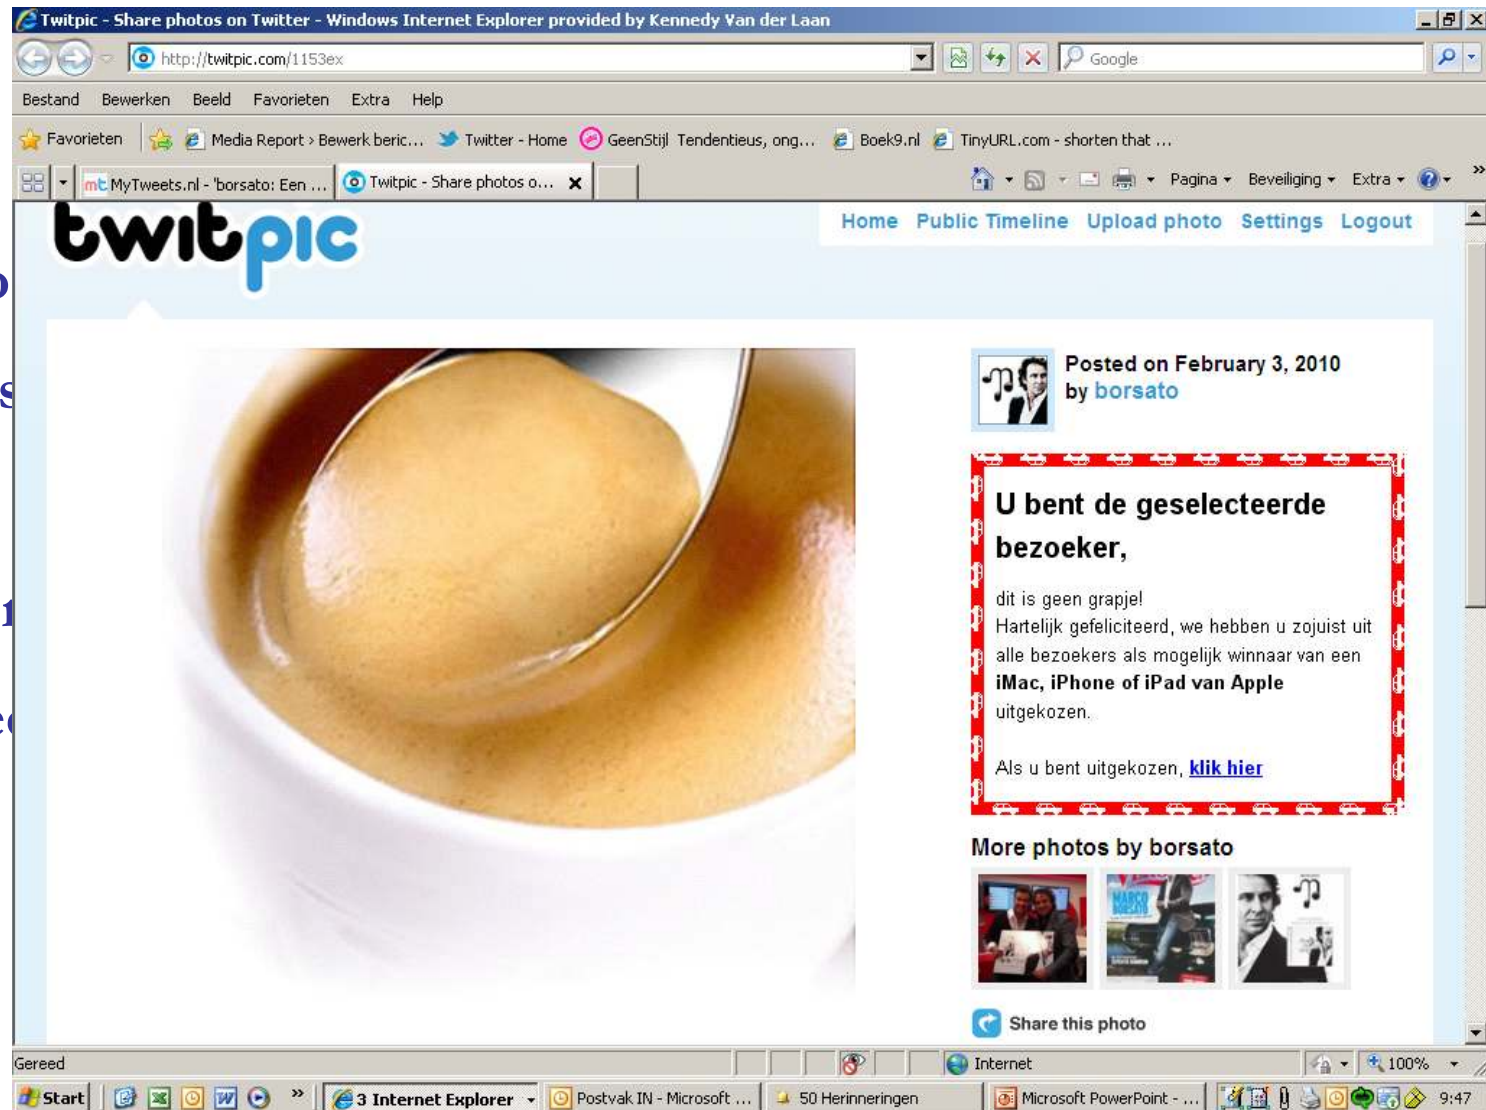 Twitpic - Share photos on Twitter - Windows Internet Explorer provided by Kennedy Van der Laan
http://twitpic.com/1153ex
Google
Bestand Bewerken Beeld Favorieten Extra Help
Favorieten Media Report > Bewerk beric... Twitter - Home GeenStijl Tendentieus, ong... Boek9.nl TinyURL.com - shorten that ...
mt MyTweets.nl - 'borsato: Een ... Twitpic - Share photos o... Pagina Beveiliging Extra
twitpic
Home Public Timeline Upload photo Settings Logout
Posted on February 3, 2010
by borsato
U bent de geselecteerde
bezoeker,
dit is geen grapje!
Hartelijk gefeliciteerd, we hebben u zojuist uit
alle bezoekers als mogelijk winnaar van een
iMac, iPhone of iPad van Apple
uitgekozen.
Als u bent uitgekozen, klik hier
More photos by borsato
MARCO
BORSATO
Share this photo
Gereed Internet 100%
Start 3 Internet Explorer Postvak IN - Microsoft ... 50 Herinneringen Microsoft PowerPoint - ... 9:47